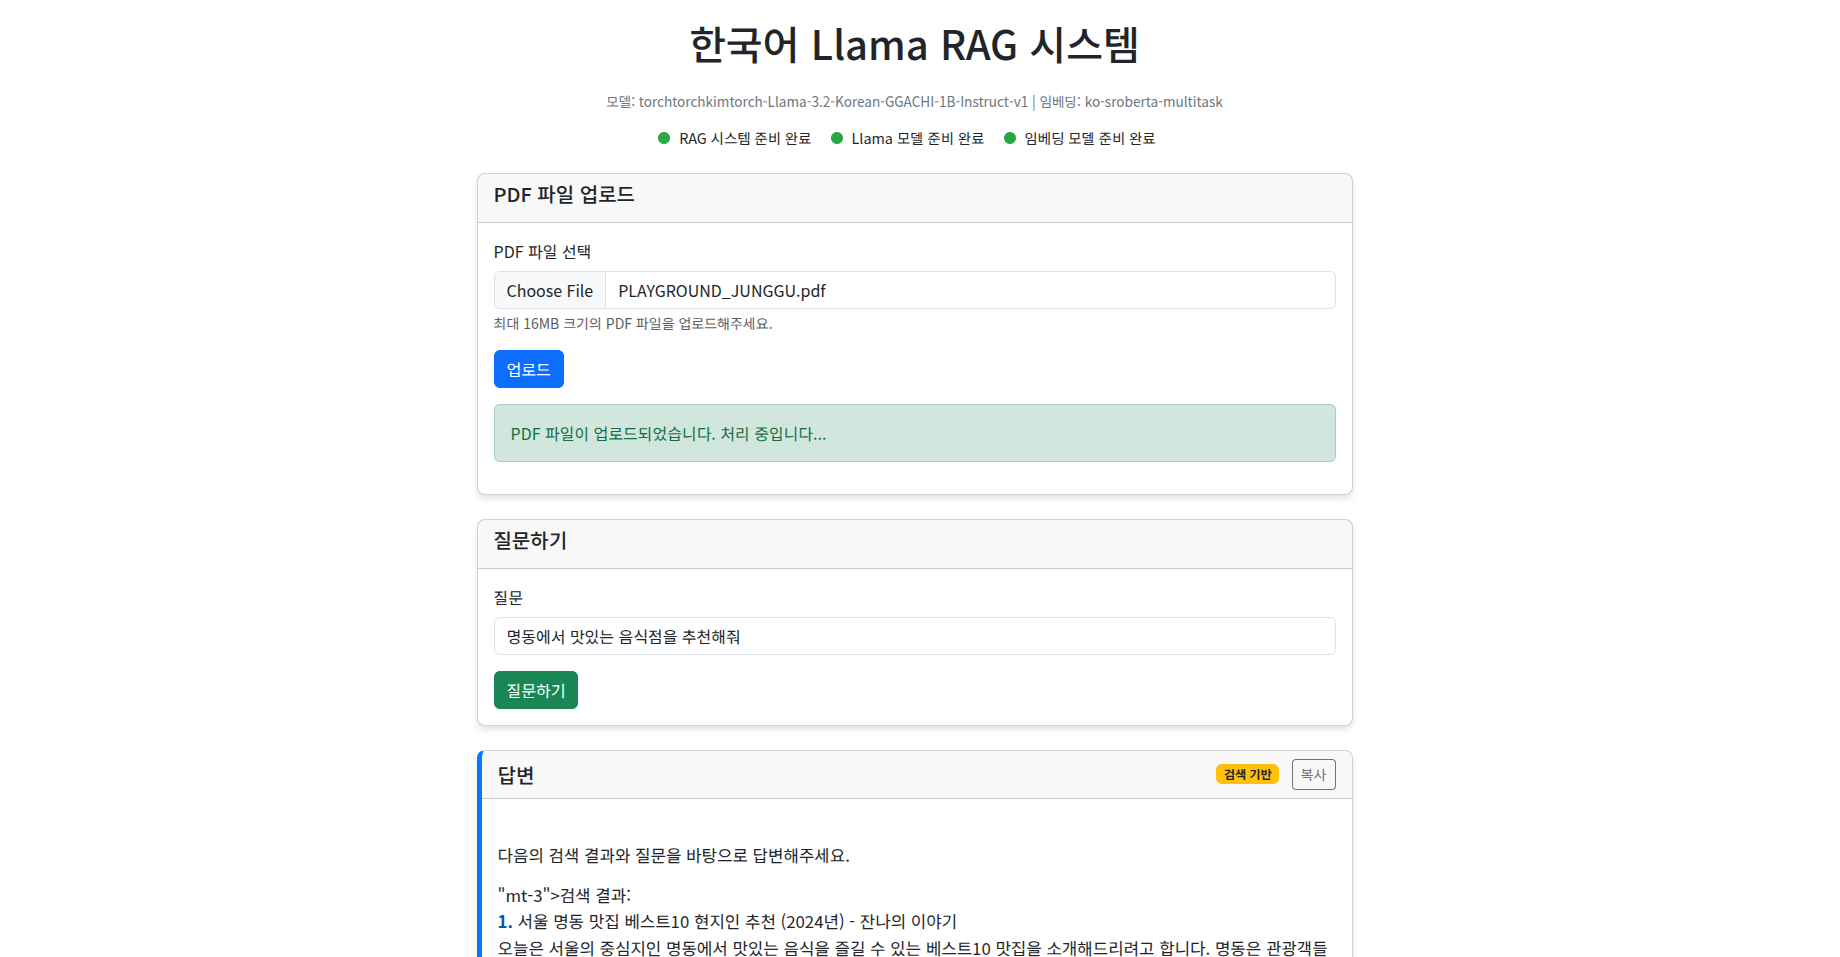 한국어 Llama RAG 시스템
모델: torchtorchkimtorch-Llama-3.2-Korean-GGACHI-1B-Instruct-v1 | 임베딩: ko-sroberta-multitask
RAG 시스템 준비 완료 Llama 모델 준비 완료 임베딩 모델 준비 완료
PDF 파일 업로드
PDF 파일 선택
Choose File PLAYGROUND_JUNGGU.pdf
최대 16MB 크기의 PDF 파일을 업로드해주세요.
업로드
PDF 파일이 업로드되었습니다. 처리 중입니다...
질문하기
질문
명동에서 맛있는 음식점을 추천해줘
질문하기
답변 검색 기반 복사
다음의 검색 결과와 질문을 바탕으로 답변해주세요.
"mt-3">검색 결과:
1. 서울 명동 맛집 베스트10 현지인 추천 (2024년) - 잔나의 이야기
오늘은 서울의 중심지인 명동에서 맛있는 음식을 즐길 수 있는 베스트10 맛집을 소개해드리려고 합니다. 명동은 관광객들